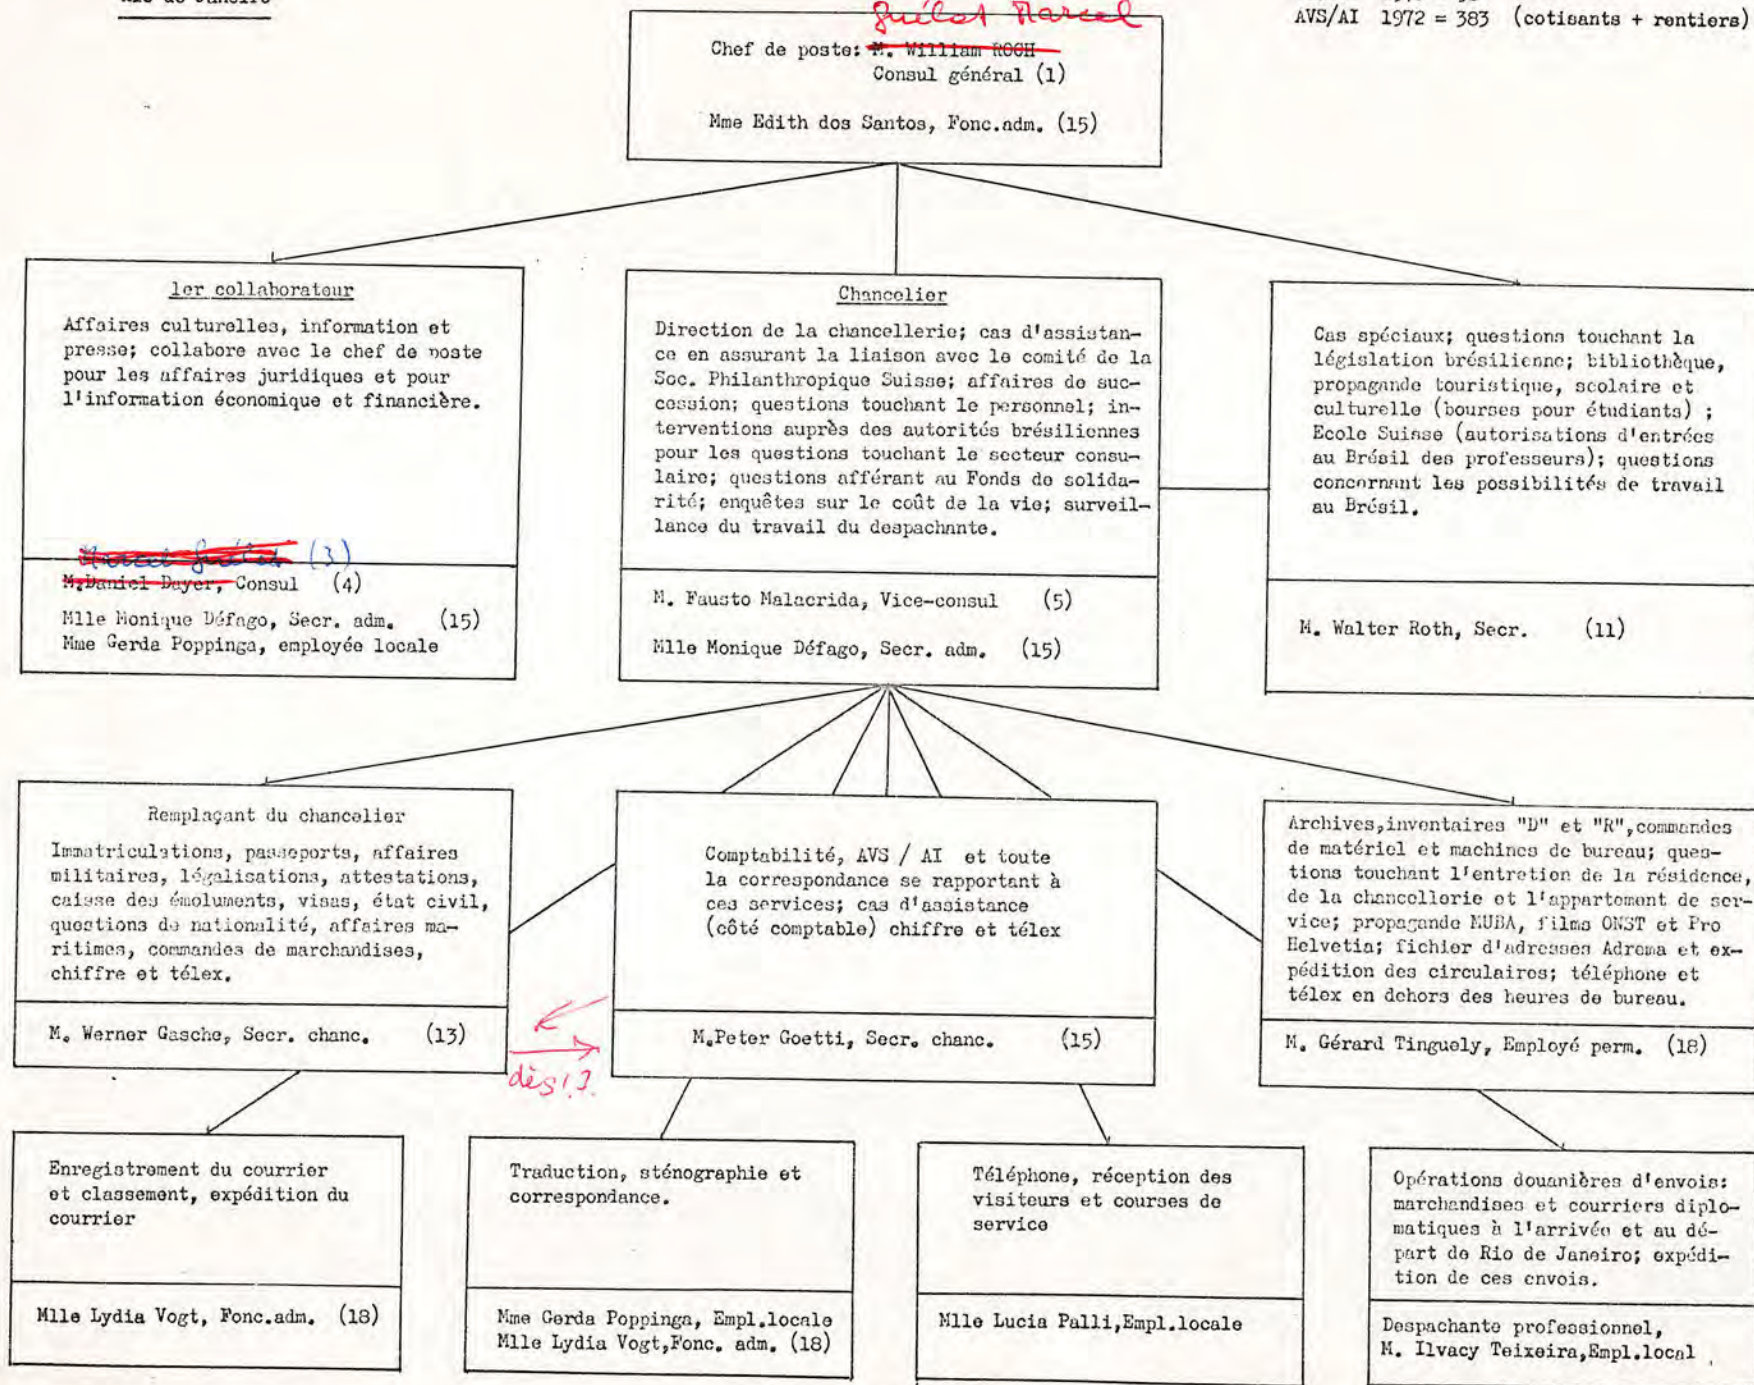 Rio de Janeiro
AVS/AI 1972 = 383 (cotisants + rentiers)
Guélat Marcel
Chef de poste: M. William ROCH
Consul général (1)
Mme Edith dos Santos, Fonc.adm. (15)
1er collaborateur
Affaires culturelles, information et
presse; collabore avec le chef de poste
pour les affaires juridiques et pour
l'information économique et financière.
Marcel Guélat (3)
M.Daniel Dayer, Consul (4)
Mlle Monique Défago, Secr. adm. (15)
Mme Gerda Poppinga, employée locale
Chancelier
Direction de la chancellerie; cas d'assistan-
ce en assurant la liaison avec le comité de la
Soc. Philanthropique Suisse; affaires de suc-
cession; questions touchant le personnel; in-
terventions auprès des autorités brésiliennes
pour les questions touchant le secteur consu-
laire; questions afférant au Fonds de solida-
rité; enquêtes sur le coût de la vie; surveil-
lance du travail du despachante.
M. Fausto Malacrida, Vice-consul (5)
Mlle Monique Défago, Secr. adm. (15)
Cas spéciaux; questions touchant la
législation brésilienne; bibliothèque,
propagande touristique, scolaire et
culturelle (bourses pour étudiants) ;
Ecole Suisse (autorisations d'entrées
au Brésil des professeurs); questions
concernant les possibilités de travail
au Brésil.
M. Walter Roth, Secr. (11)
Remplaçant du chancelier
Immatriculations, passeports, affaires
militaires, légalisations, attestations,
caisse des émoluments, visas, état civil,
questions de nationalité, affaires ma-
ritimes, commandes de marchandises,
chiffre et télex.
M. Werner Gasche, Secr. chanc. (13)
Comptabilité, AVS / AI et toute
la correspondance se rapportant à
ces services; cas d'assistance
(côté comptable) chiffre et télex
M.Peter Goetti, Secr. chanc. (15)
dès
Archives,inventaires "D" et "R",commandes
de matériel et machines de bureau; ques-
tions touchant l'entretien de la résidence,
de la chancellerie et l'appartement de ser-
vice; propagande MUBA, films ONST et Pro
Helvetia; fichier d'adresses Adrema et ex-
pédition des circulaires; téléphone et
télex en dehors des heures de bureau.
M. Gérard Tinguely, Employé perm. (18)
Enregistrement du courrier
et classement, expédition du
courrier
Mlle Lydia Vogt, Fonc.adm. (18)
Traduction, sténographie et
correspondance.
Mme Gerda Poppinga, Empl.locale
Mlle Lydia Vogt,Fonc. adm. (18)
Téléphone, réception des
visiteurs et courses de
service
Mlle Lucia Palli,Empl.locale
Opérations douanières d'envois:
marchandises et courriers diplo-
matiques à l'arrivée et au dé-
part de Rio de Janeiro; expédi-
tion de ces envois.
Despachante professionnel,
M. Ilvacy Teixeira,Empl.local